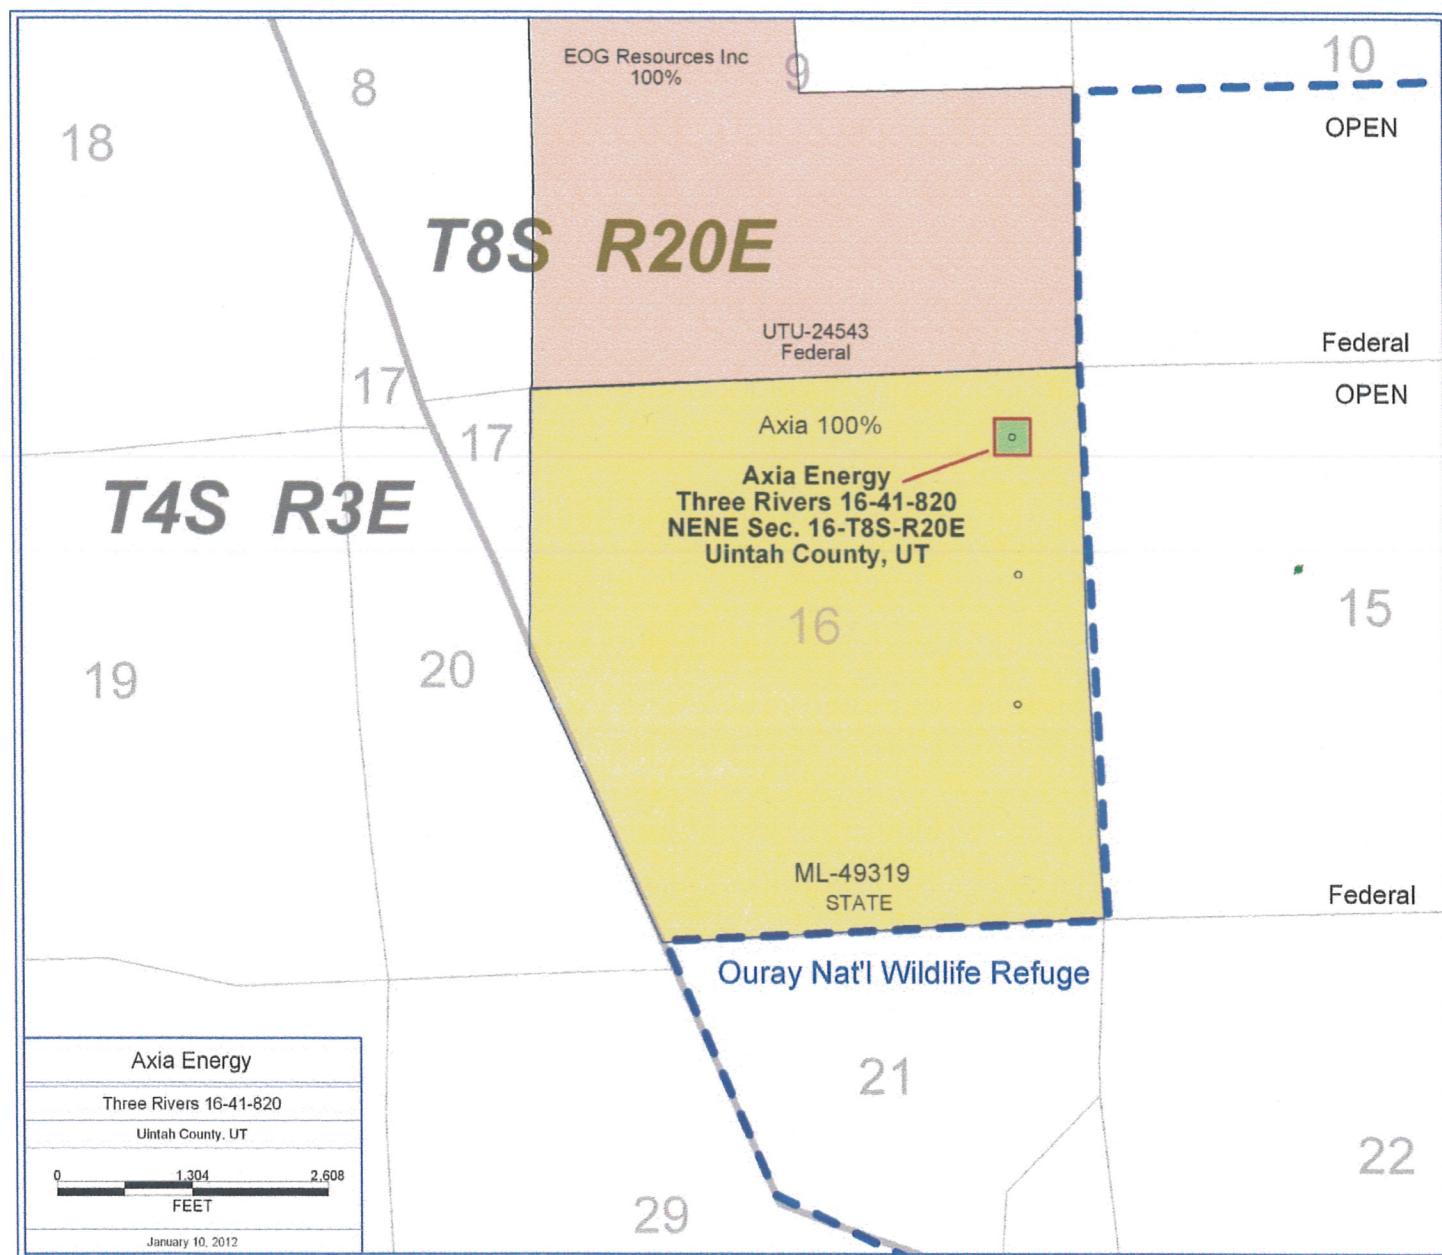 EOG Resources Inc
100%
8
9
10
18
OPEN
T8S R20E
UTU-24543
Federal
Federal
17
OPEN
Axia 100%
17
Axia Energy
Three Rivers 16-41-820
NENE Sec. 16-T8S-R20E
Uintah County, UT
T4S R3E
16
15
19
20
ML-49319
STATE
Federal
Ouray Nat'l Wildlife Refuge
21
22
29
Axia Energy
Three Rivers 16-41-820
Uintah County, UT
0 1,304 2,608
FEET
January 10, 2012